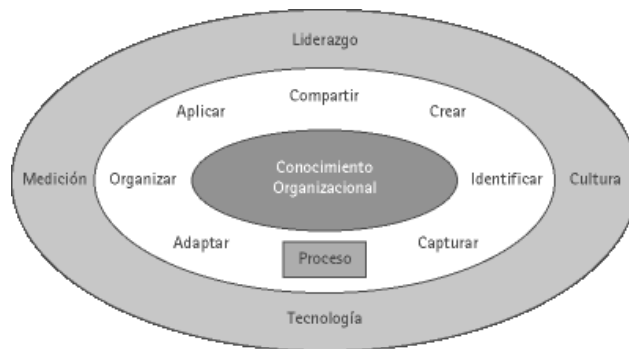 Liderazgo
Compartir
Aplicar
Crear
Conocimiento
Organizacional
Medición
Organizar
Identificar
Cultura
Adaptar
Capturar
Proceso
Tecnología